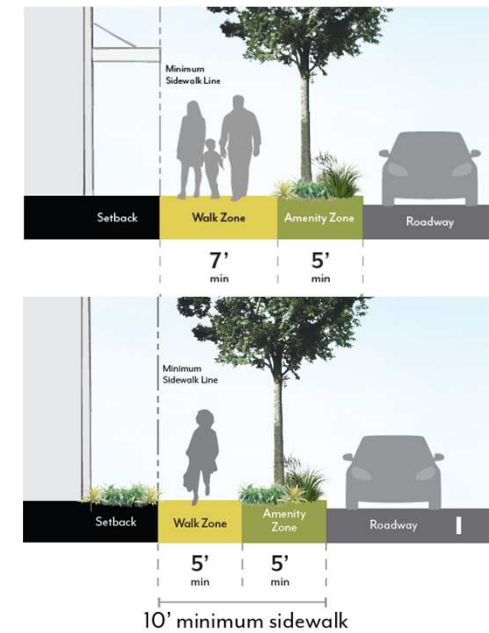 Minimum
Sidewalk Line
Setback
Walk Zone
Amenity Zone
Roadway
7’
min
5’
min
Minimum
Sidewalk Line
Setback
Walk Zone
Amenity
Zone
Roadway
5’
min
5’
min
10’ minimum sidewalk